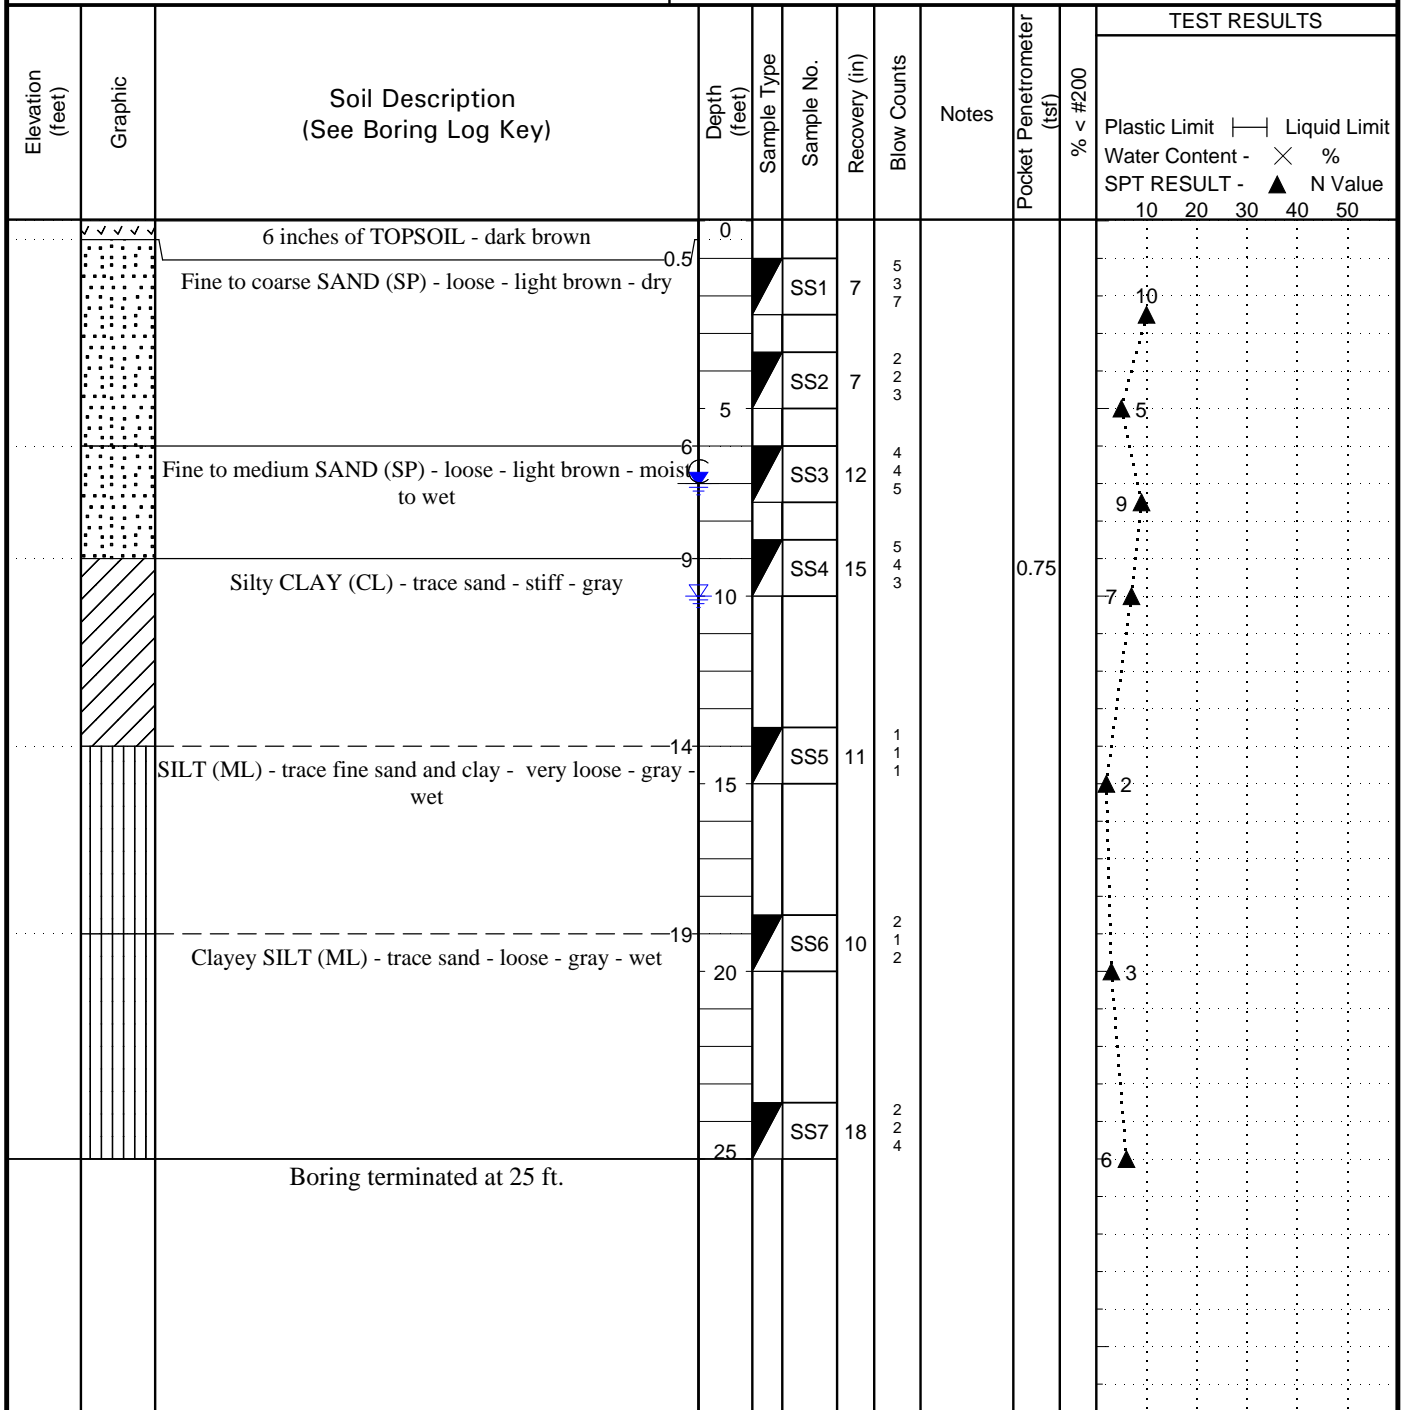 TEST RESULTS
Elevation
(feet)
Graphic
Soil Description
(See Boring Log Key)
Depth
(feet)
Sample Type
Sample No.
Recovery (in)
Blow Counts
Notes
Pocket Penetrometer
(tsf)
% < #200
Plastic Limit Liquid Limit
Water Content - %
SPT RESULT - N Value
10 20 30 40 50
6 inches of TOPSOIL - dark brown
0
0.5
Fine to coarse SAND (SP) - loose - light brown - dry
SS1 7
5
3
7
10
SS2 7
2
2
3
5
5
6
Fine to medium SAND (SP) - loose - light brown - moist
to wet
SS3 12
4
4
5
9
9
Silty CLAY (CL) - trace sand - stiff - gray
SS4 15
5
4
3
0.75
10
7
14
SILT (ML) - trace fine sand and clay - very loose - gray -
wet
SS5 11
1
1
1
15
2
19
Clayey SILT (ML) - trace sand - loose - gray - wet
SS6 10
2
1
2
20
3
SS7 18
2
2
4
25
6
Boring terminated at 25 ft.